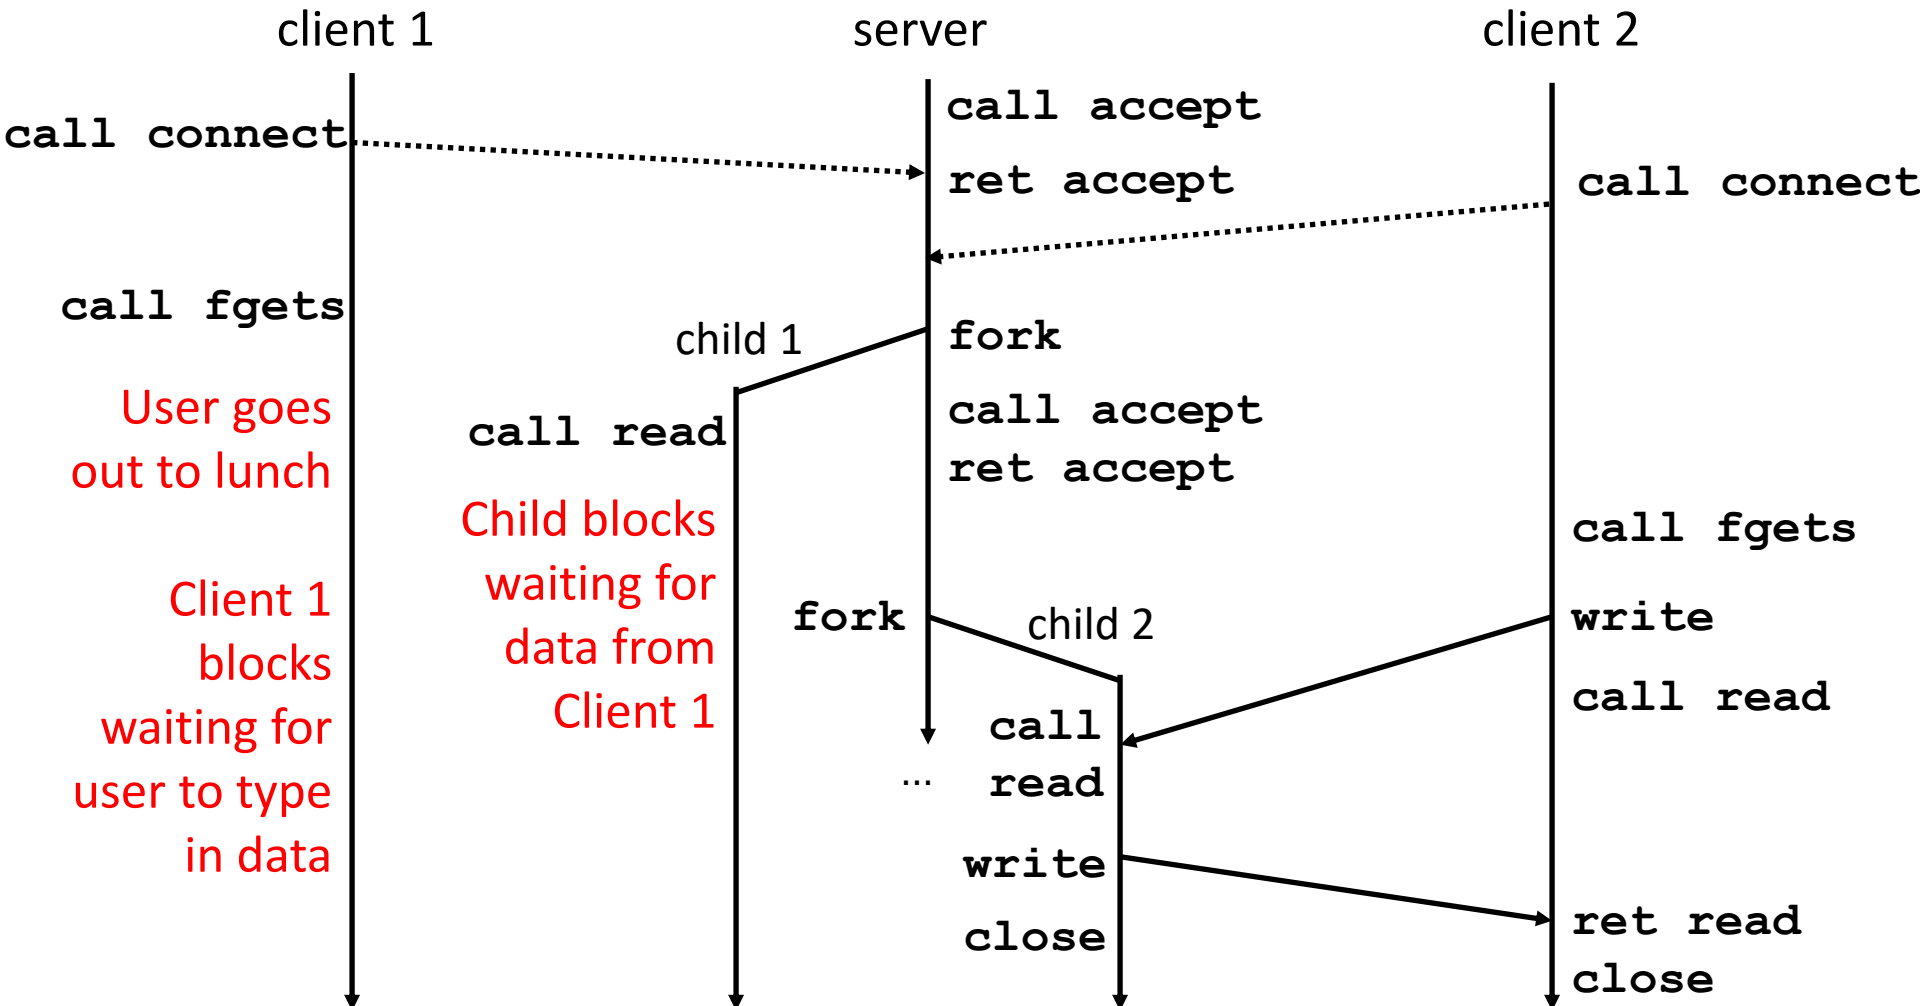 client 1
server
client 2
call connect
call accept
ret accept
call connect
call fgets
child 1
fork
User goes
out to lunch
call read
call accept
ret accept
Child blocks
waiting for
data from
Client 1
call fgets
Client 1
blocks
waiting for
user to type
in data
fork
child 2
write
call read
call
read
...
write
close
ret read
close